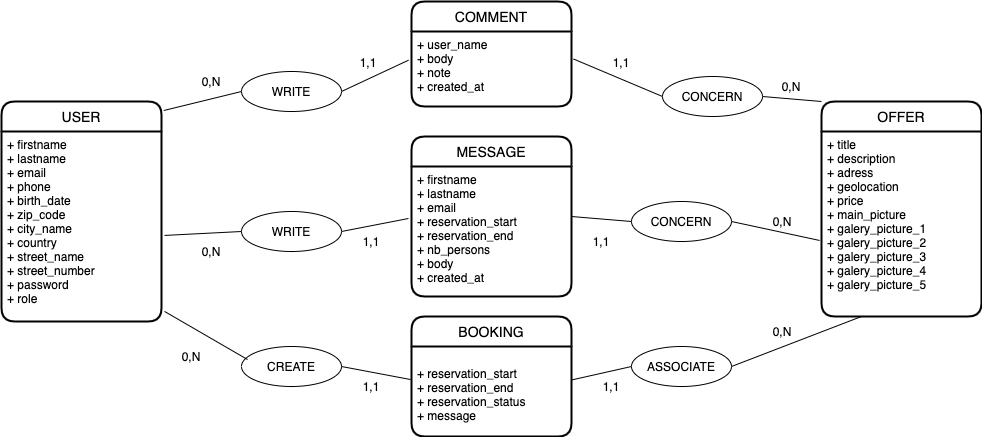 COMMENT
+ user_name
+ body
+ note
+ created_at
0,N
WRITE
1,1
1,1
CONCERN
0,N
USER
+ firstname
+ lastname
+ email
+ phone
+ birth_date
+ zip_code
+ city_name
+ country
+ street_name
+ street_number
+ password
+ role
MESSAGE
+ firstname
+ lastname
+ email
+ reservation_start
+ reservation_end
+ nb_persons
+ body
+ created_at
OFFER
+ title
+ description
+ adress
+ geolocation
+ price
+ main_picture
+ galery_picture_1
+ galery_picture_2
+ galery_picture_3
+ galery_picture_4
+ galery_picture_5
0,N
WRITE
1,1
1,1
CONCERN
0,N
BOOKING
+ reservation_start
+ reservation_end
+ reservation_status
+ message
0,N
CREATE
1,1
1,1
ASSOCIATE
0,N